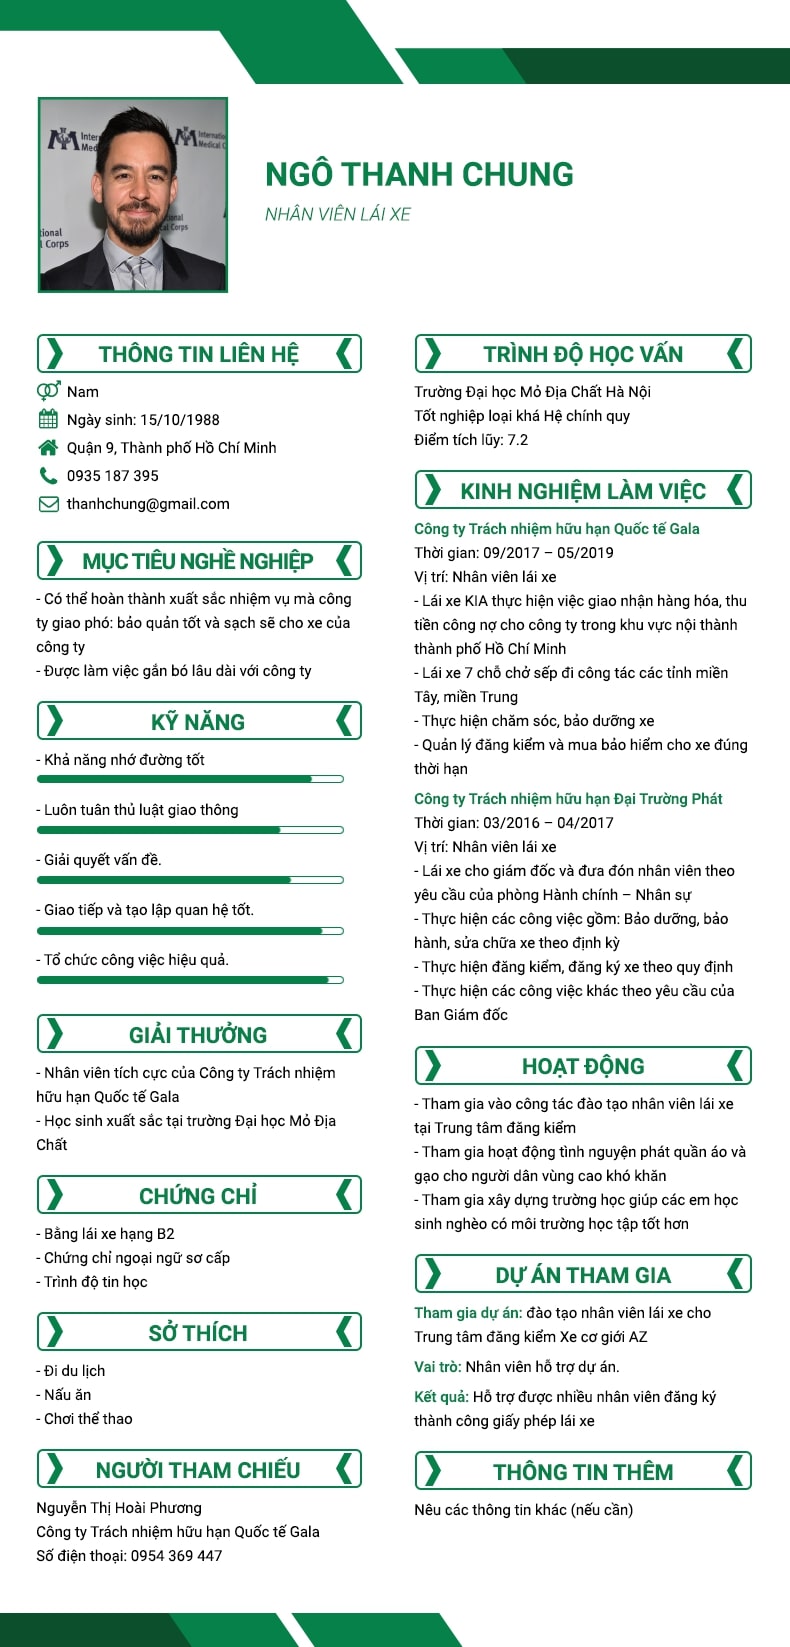 Inter
Med
Internatio
Medical C
ional
l Corps
tional
al Corps
NGÔ THANH CHUNG
NHÂN VIÊN LÁI XE
THÔNG TIN LIÊN HỆ
Nam
Ngày sinh: 15/10/1988
Quận 9, Thành phố Hồ Chí Minh
0935 187 395
thanhchung@gmail.com
MỤC TIÊU NGHỀ NGHIỆP
- Có thể hoàn thành xuất sắc nhiệm vụ mà công
ty giao phó: bảo quản tốt và sạch sẽ cho xe của
công ty
- Được làm việc gắn bó lâu dài với công ty
KỸ NĂNG
- Khả năng nhớ đường tốt
- Luôn tuân thủ luật giao thông
- Giải quyết vấn đề.
- Giao tiếp và tạo lập quan hệ tốt.
- Tổ chức công việc hiệu quả.
GIẢI THƯỞNG
- Nhân viên tích cực của Công ty Trách nhiệm
hữu hạn Quốc tế Gala
- Học sinh xuất sắc tại trường Đại học Mỏ Địa
Chất
CHỨNG CHỈ
- Bằng lái xe hạng B2
- Chứng chỉ ngoại ngữ sơ cấp
- Trình độ tin học
SỞ THÍCH
- Đi du lịch
- Nấu ăn
- Chơi thể thao
NGƯỜI THAM CHIẾU
Nguyễn Thị Hoài Phương
Công ty Trách nhiệm hữu hạn Quốc tế Gala
Số điện thoại: 0954 369 447
TRÌNH ĐỘ HỌC VẤN
Trường Đại học Mỏ Địa Chất Hà Nội
Tốt nghiệp loại khá Hệ chính quy
Điểm tích lũy: 7.2
KINH NGHIỆM LÀM VIỆC
Công ty Trách nhiệm hữu hạn Quốc tế Gala
Thời gian: 09/2017 – 05/2019
Vị trí: Nhân viên lái xe
- Lái xe KIA thực hiện việc giao nhận hàng hóa, thu
tiền công nợ cho công ty trong khu vực nội thành
thành phố Hồ Chí Minh
- Lái xe 7 chỗ chở sếp đi công tác các tỉnh miền
Tây, miền Trung
- Thực hiện chăm sóc, bảo dưỡng xe
- Quản lý đăng kiểm và mua bảo hiểm cho xe đúng
thời hạn
Công ty Trách nhiệm hữu hạn Đại Trường Phát
Thời gian: 03/2016 – 04/2017
Vị trí: Nhân viên lái xe
- Lái xe cho giám đốc và đưa đón nhân viên theo
yêu cầu của phòng Hành chính – Nhân sự
- Thực hiện các công việc gồm: Bảo dưỡng, bảo
hành, sửa chữa xe theo định kỳ
- Thực hiện đăng kiểm, đăng ký xe theo quy định
- Thực hiện các công việc khác theo yêu cầu của
Ban Giám đốc
HOẠT ĐỘNG
- Tham gia vào công tác đào tạo nhân viên lái xe
tại Trung tâm đăng kiểm
- Tham gia hoạt động tình nguyện phát quần áo và
gạo cho người dân vùng cao khó khăn
- Tham gia xây dựng trường học giúp các em học
sinh nghèo có môi trường học tập tốt hơn
DỰ ÁN THAM GIA
Tham gia dự án: đào tạo nhân viên lái xe cho
Trung tâm đăng kiểm Xe cơ giới AZ
Vai trò: Nhân viên hỗ trợ dự án.
Kết quả: Hỗ trợ được nhiều nhân viên đăng ký
thành công giấy phép lái xe
THÔNG TIN THÊM
Nêu các thông tin khác (nếu cần)